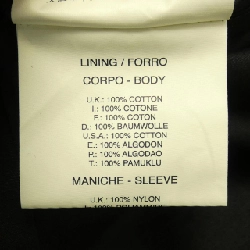 LINING / FORRO
CORPO - BODY
U.K.: 100% COTTON
I.: 100% COTONE
F.: 100% COTON
D.: 100% BAUMWOLLE
U.S.A.: 100% COTTON
E.: 100% ALGODON
P.: 100% ALGODAO
T.: 100% PAMUKLU
MANICHE - SLEEVE
U.K.: 100% NYLON